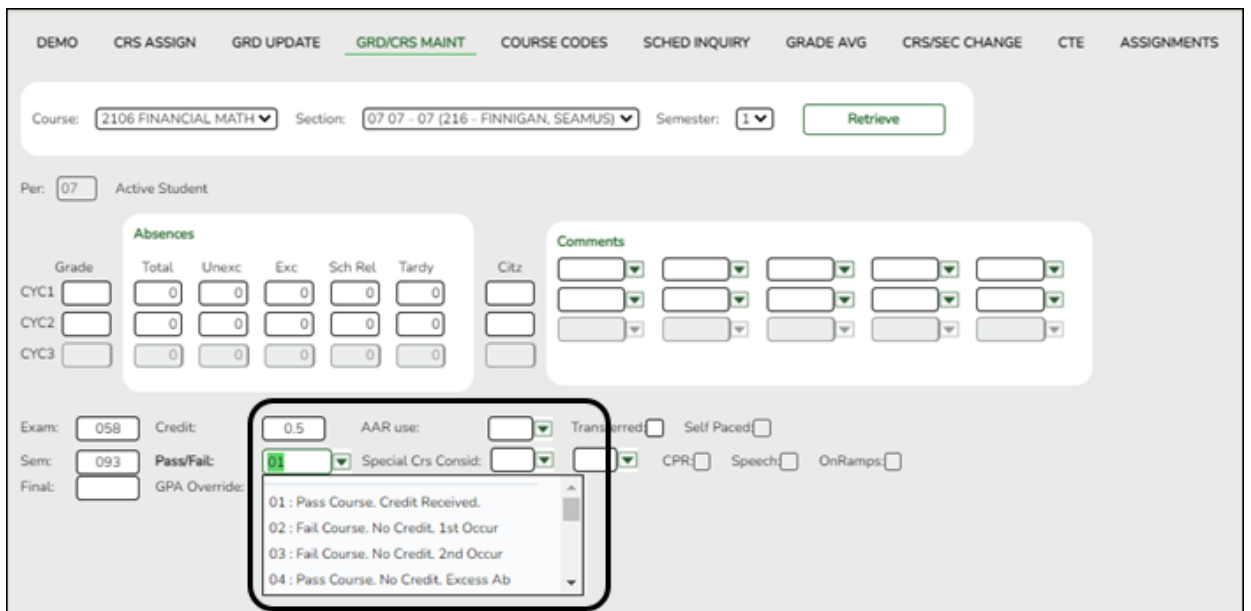 DEMO CRS ASSIGN GRD UPDATE GRD/CRS MAINT COURSE CODES SCHED INQUIRY GRADE AVG CRS/SEC CHANGE CTE ASSIGNMENTS
Course: 2106 FINANCIAL MATH Section: 07 07 - 07 (216 - FINNIGAN, SEAMUS) Semester: 1 Retrieve
Per: 07 Active Student
Absences
Comments
Grade Total Unexc Exc Sch Rel Tardy Citz
CYC1 0 0 0 0 0
CYC2 0 0 0 0 0
CYC3 0 0 0 0 0
Exam: 058 Credit: 0.5 AAR use: Transferred: Self Paced:
Sem: 093 Pass/Fail: 01 Special Crs Consid: CPR: Speech: OnRamps:
Final: GPA Override:
01 : Pass Course. Credit Received.
02 : Fail Course. No Credit. 1st Occur
03 : Fail Course. No Credit. 2nd Occur
04 : Pass Course. No Credit. Excess Ab